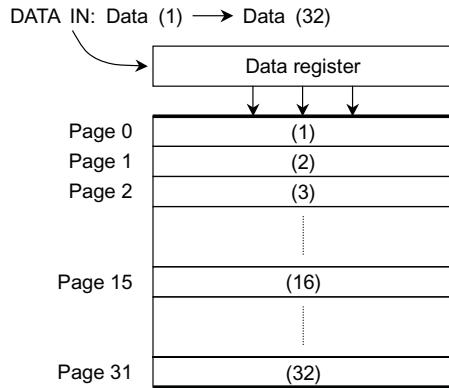 DATA IN: Data (1) → Data (32)
Data register
Page 0 (1)
Page 1 (2)
Page 2 (3)
Page 15 (16)
Page 31 (32)